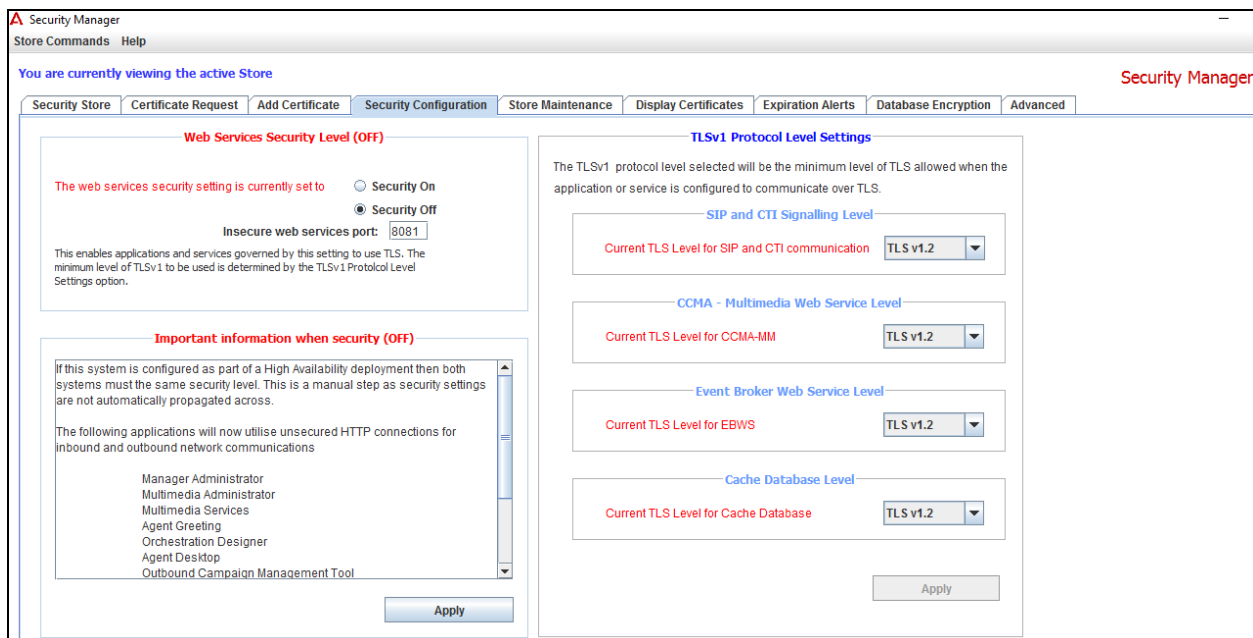 Security Manager
Store Commands Help
You are currently viewing the active Store
Security Manager
Security Store Certificate Request Add Certificate Security Configuration Store Maintenance Display Certificates Expiration Alerts Database Encryption Advanced
Web Services Security Level (OFF)
The web services security setting is currently set to Security On
Security Off
Insecure web services port: 8081
This enables applications and services governed by this setting to use TLS. The
minimum level of TLSv1 to be used is determined by the TLSv1 Protolcol Level
Settings option.
Important information when security (OFF)
If this system is configured as part of a High Availability deployment then both
systems must the same security level. This is a manual step as security settings
are not automatically propagated across.
The following applications will now utilise unsecured HTTP connections for
inbound and outbound network communications
Manager Administrator
Multimedia Administrator
Multimedia Services
Agent Greeting
Orchestration Designer
Agent Desktop
Outbound Campaign Management Tool
Apply
TLSv1 Protocol Level Settings
The TLSv1 protocol level selected will be the minimum level of TLS allowed when the
application or service is configured to communicate over TLS.
SIP and CTI Signalling Level
Current TLS Level for SIP and CTI communication TLS v1.2
CCMA - Multimedia Web Service Level
Current TLS Level for CCMA-MM TLS v1.2
Event Broker Web Service Level
Current TLS Level for EBWS TLS v1.2
Cache Database Level
Current TLS Level for Cache Database TLS v1.2
Apply